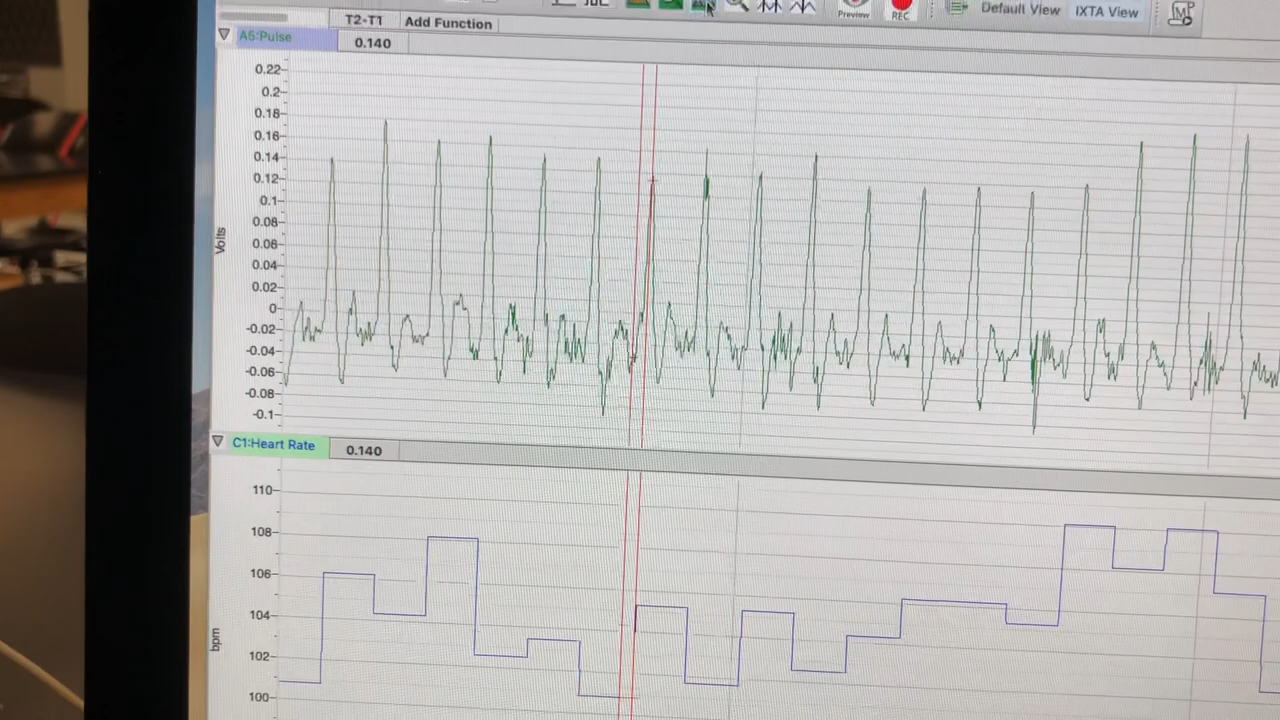 Preview
REC
Default View
IXTA View
M
T2-T1
Add Function
A5:Pulse
0.140
0.22
0.2
0.18
0.16
0.14
0.12
0.1
0.08
0.06
0.04
0.02
0
-0.02
-0.04
-0.06
-0.08
-0.1
Volts
C1:Heart Rate
0.140
110
108
106
104
102
100
bpm